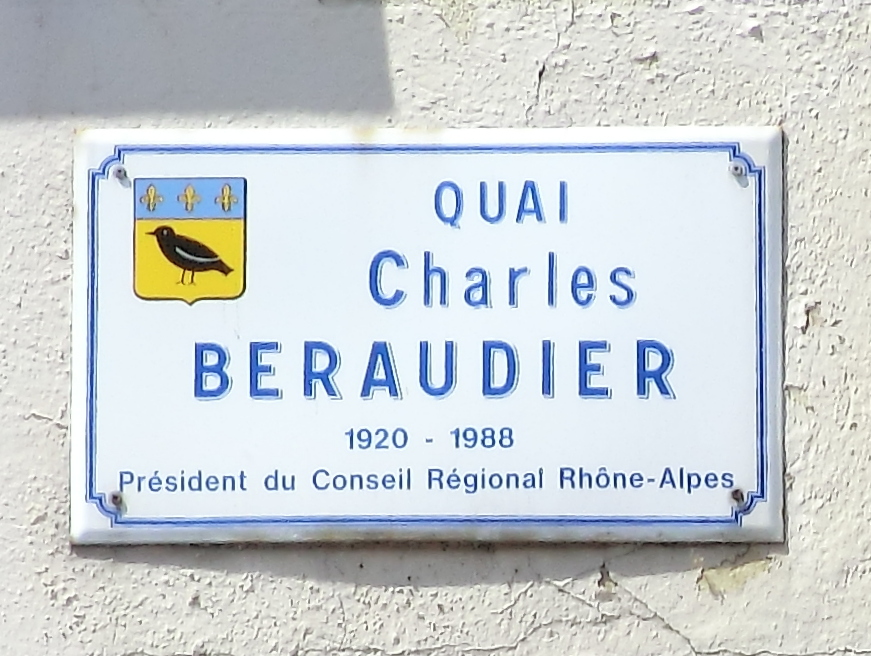 QUAI
Charles
BERAUDIER
1920 - 1988
Président du Conseil Régional Rhône-Alpes